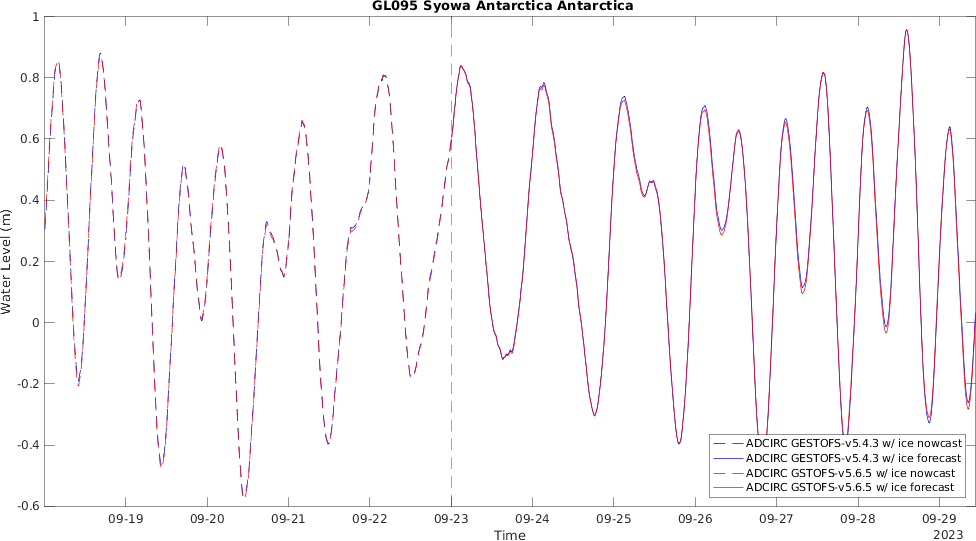 GL095 Syowa Antarctica Antarctica
Water Level (m)
1
0.8
0.6
0.4
0.2
0
-0.2
-0.4
-0.6
09-19 09-20 09-21 09-22 09-23 09-24 09-25 09-26 09-27 09-28 09-29
Time
2023
ADCIRC GESTOFS-v5.4.3 w/ ice nowcast
ADCIRC GESTOFS-v5.4.3 w/ ice forecast
ADCIRC GSTOFS-v5.6.5 w/ ice nowcast
ADCIRC GSTOFS-v5.6.5 w/ ice forecast